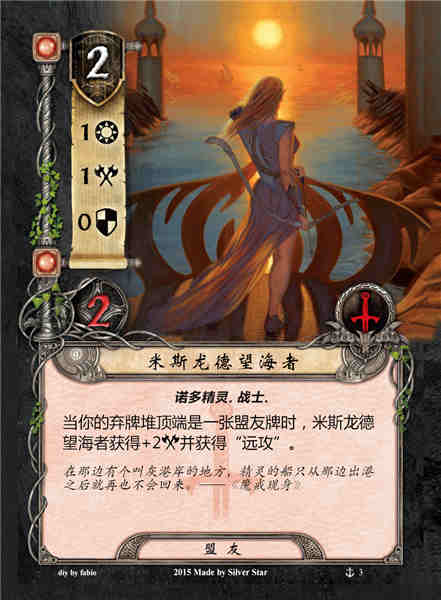 2
1
1
0
2
米斯龙德望海者
诺多精灵. 战士.
当你的弃牌堆顶端是一张盟友牌时，米斯龙德
望海者获得+2并获得“远攻”。
在那边有个叫灰港岸的地方，精灵的船只从那边出港
之后就再也不会回来。——《魔戒现身》
盟友
diy by fabio 2015 Made by Silver Star 3